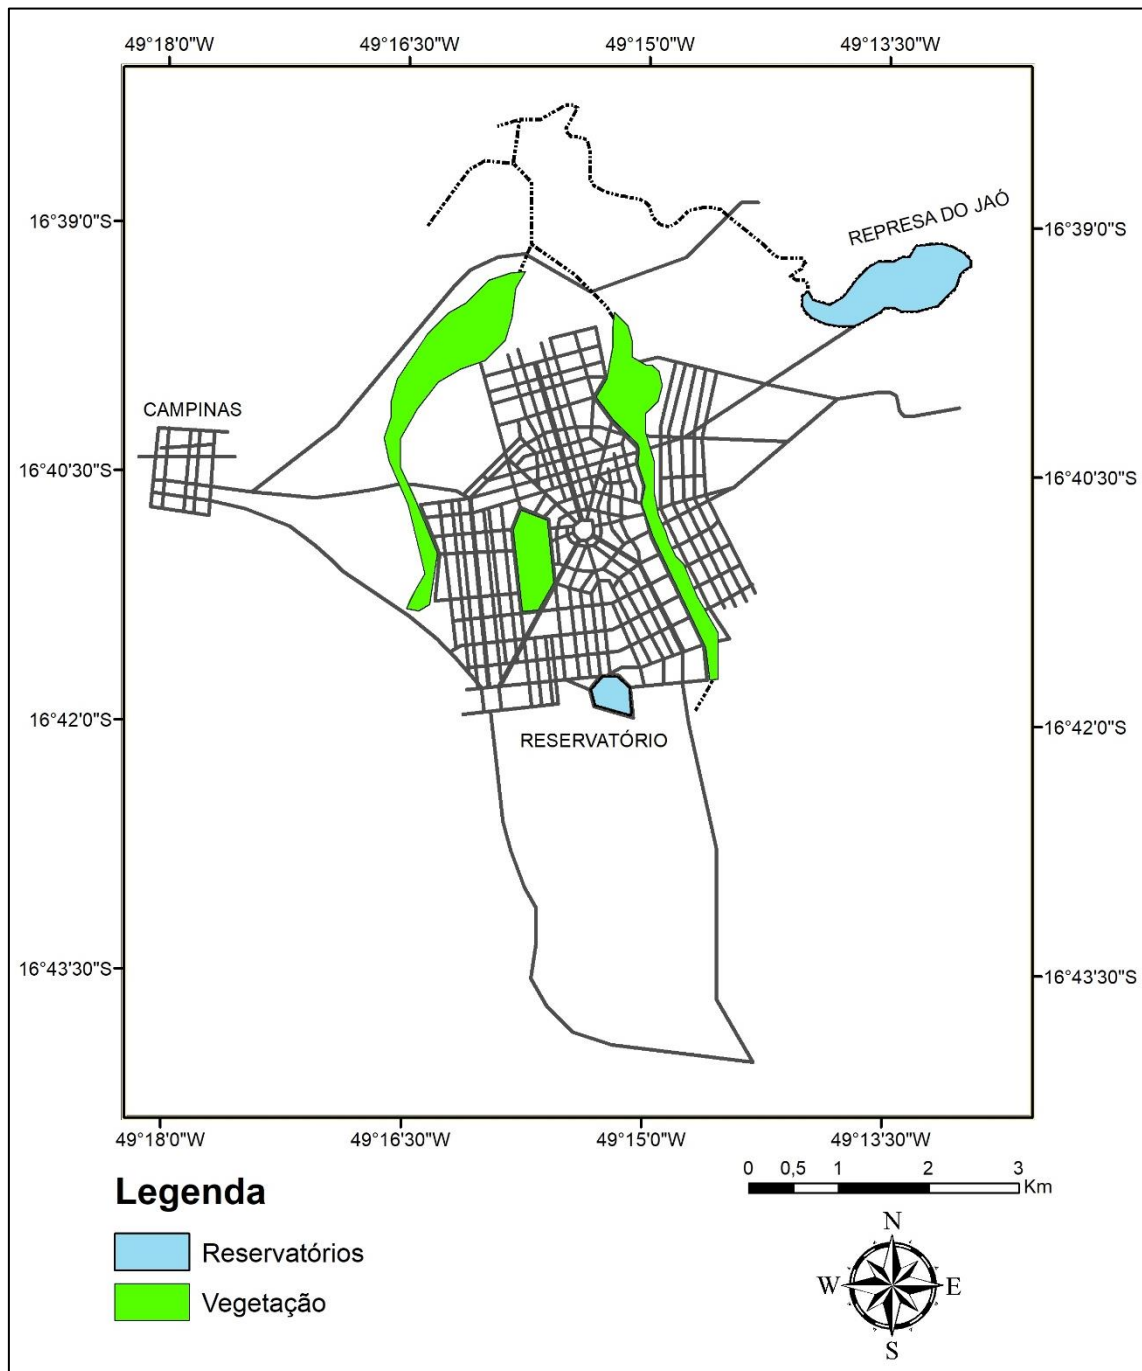 49°18'0"W 49°16'30"W 49°15'0"W 49°13'30"W
16°39'0"S
REPRESA DO JAÓ
16°39'0"S
CAMPINAS
16°40'30"S
16°40'30"S
16°42'0"S
RESERVATÓRIO
16°42'0"S
16°43'30"S
16°43'30"S
49°18'0"W 49°16'30"W 49°15'0"W 49°13'30"W
Legenda
Reservatórios
Vegetação
0 0,5 1 2 3
Km
N
W E
S